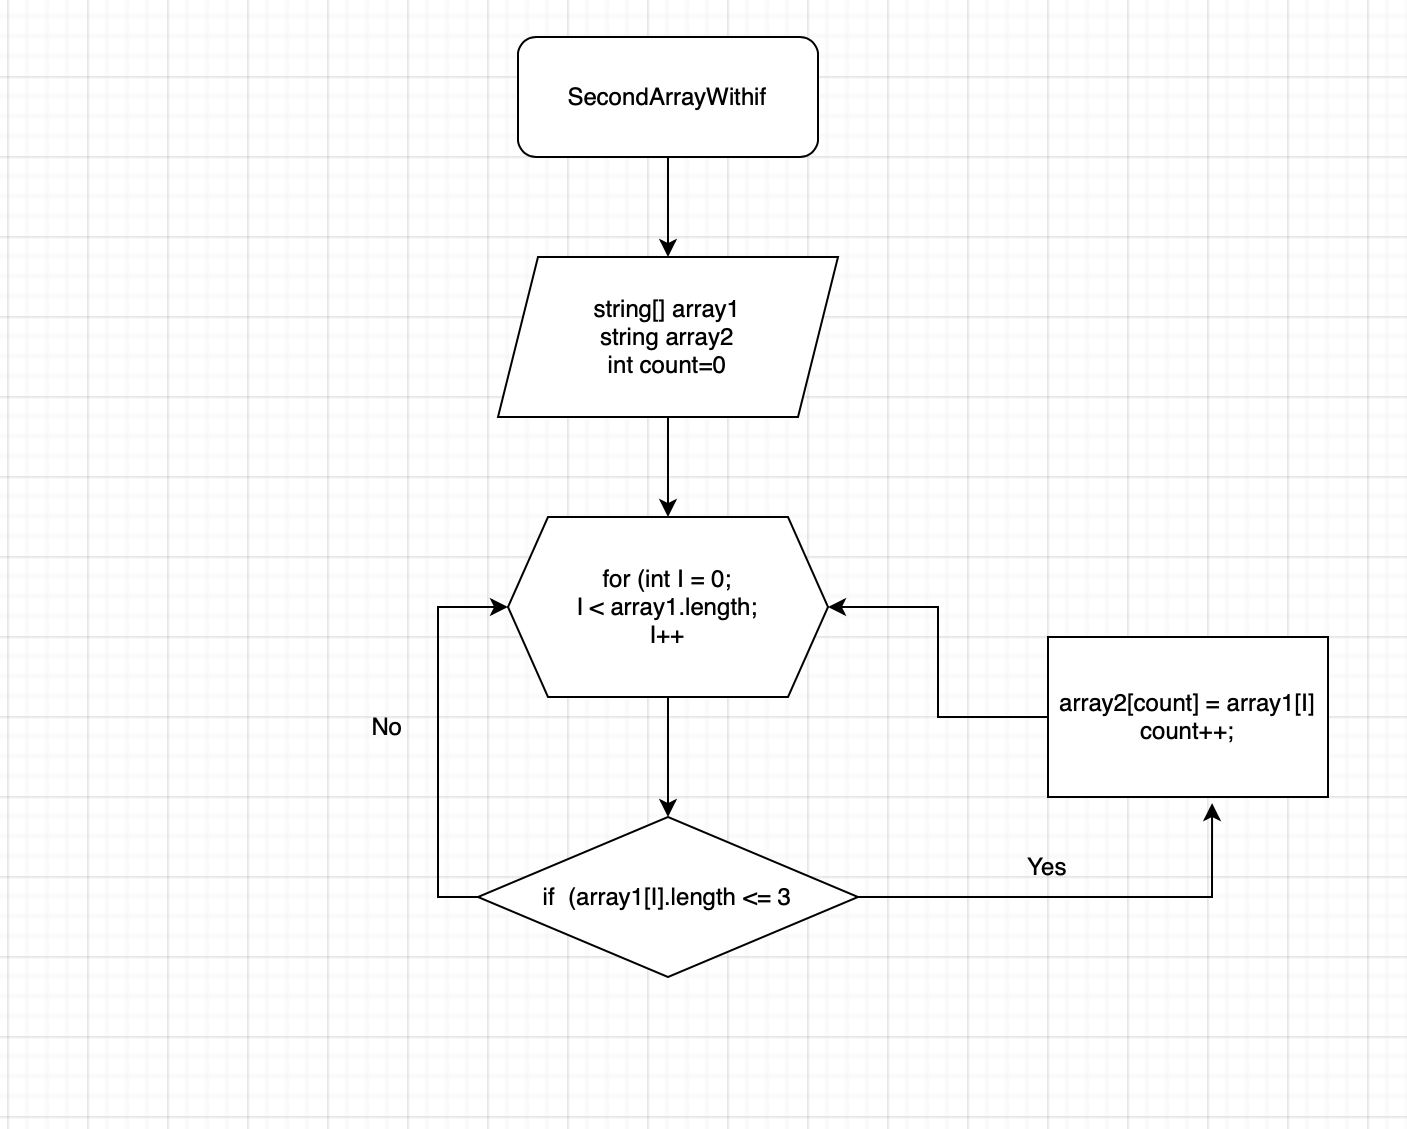 SecondArrayWithif
string[] array1
string array2
int count=0
for (int I = 0;
I < array1.length;
I++
No
array2[count] = array1[I]
count++;
Yes
if  (array1[I].length <= 3